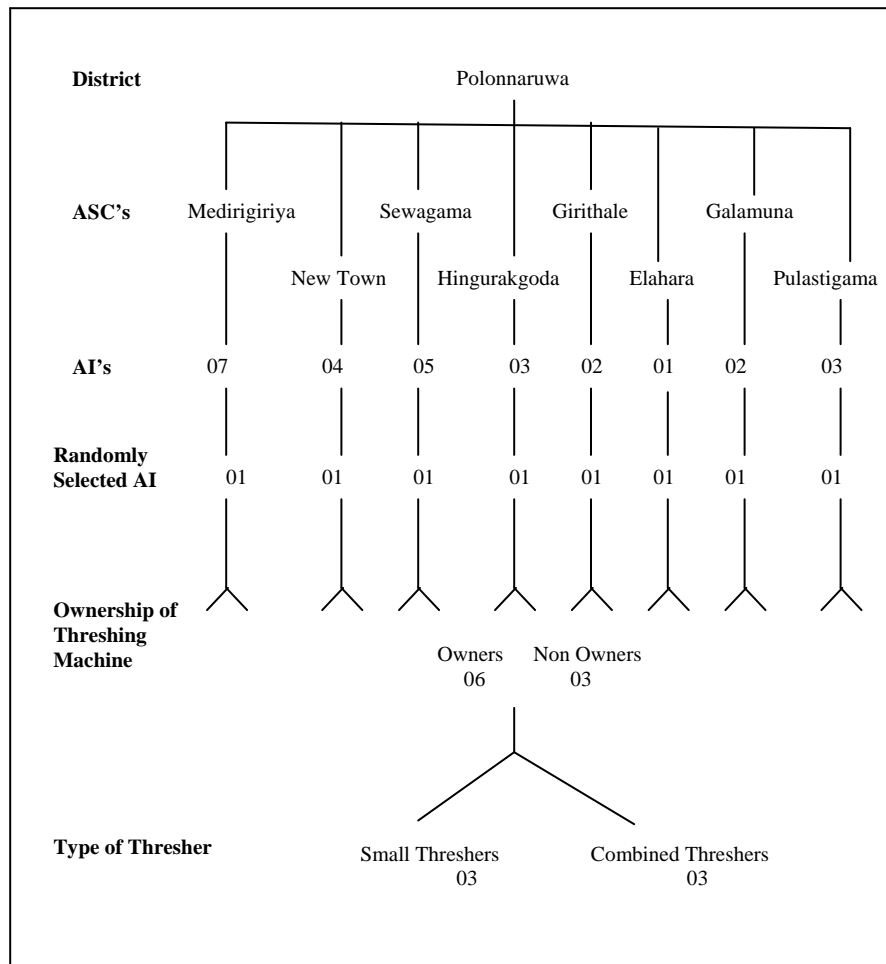 District Polonnaruwa
ASC's Medirigiriya Sewagama Girithale Galamuna
New Town Hingurakgoda Elahara Pulastigama
AI's 07 04 05 03 02 01 02 03
Randomly
Selected AI 01 01 01 01 01 01 01 01
Ownership of
Threshing
Machine
Owners Non Owners
06 03
Type of Thresher Small Threshers Combined Threshers
03 03